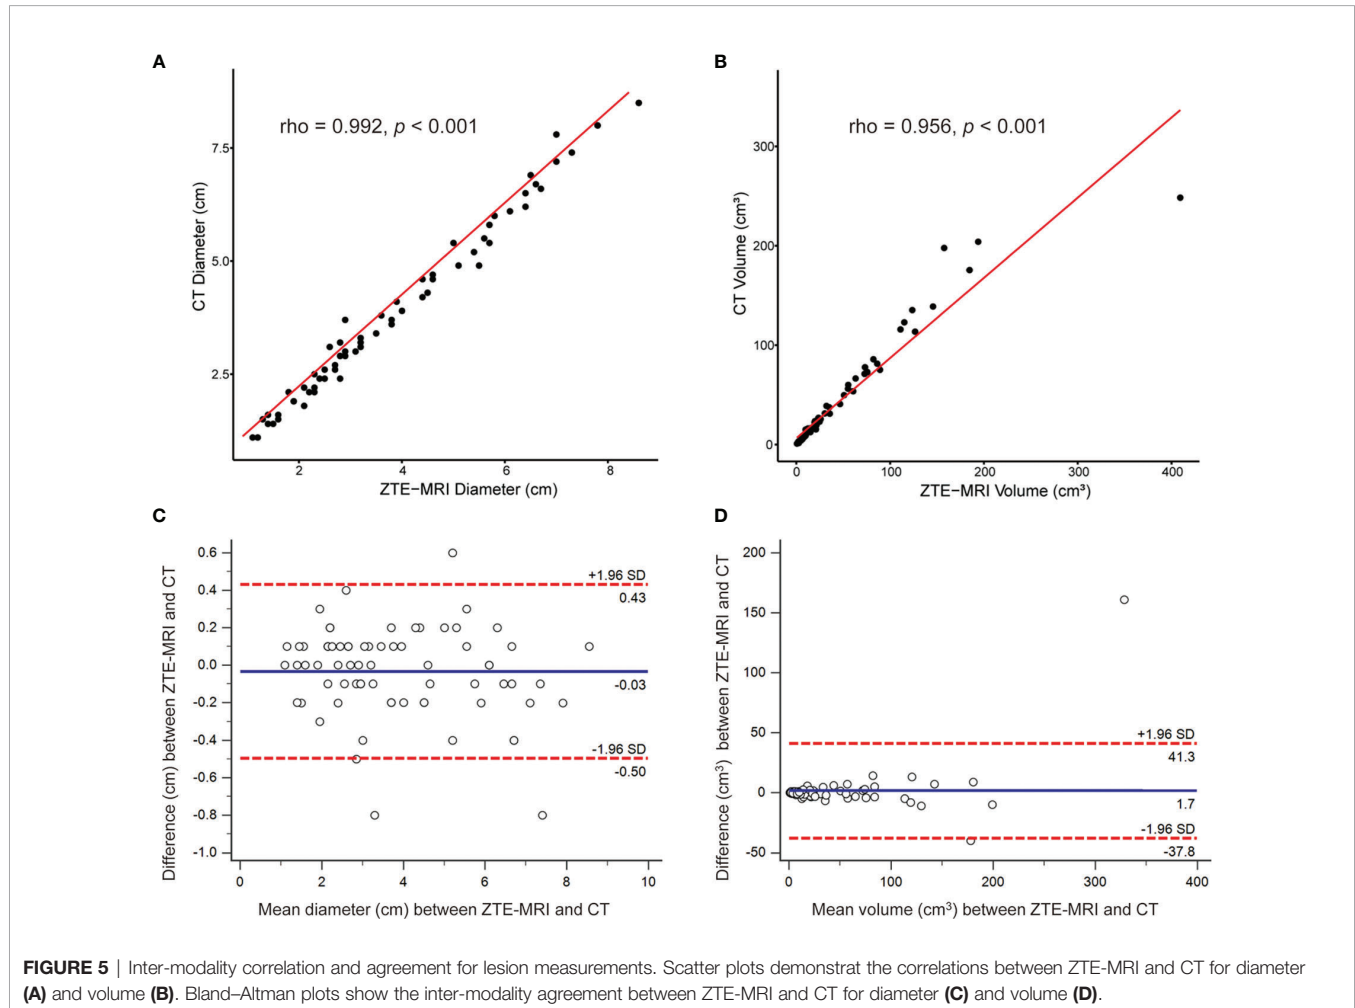 A
rho = 0.992, p < 0.001
7.5
5.0
2.5
2 4 6 8
CT Diameter (cm)
ZTE−MRI Diameter (cm)
B
rho = 0.956, p < 0.001
300
200
100
0
0 100 200 300 400
CT Volume (cm³)
ZTE−MRI Volume (cm³)
C
0.6
0.4
0.2
0.0
-0.2
-0.4
-0.6
-0.8
-1.0
+1.96 SD
0.43
-0.03
-1.96 SD
-0.50
0 2 4 6 8 10
Difference (cm) between ZTE-MRI and CT
Mean diameter (cm) between ZTE-MRI and CT
D
200
150
100
50
0
-50
+1.96 SD
41.3
1.7
-1.96 SD
-37.8
0 100 200 300 400
Difference (cm³) between ZTE-MRI and CT
Mean volume (cm³) between ZTE-MRI and CT
FIGURE 5 | Inter-modality correlation and agreement for lesion measurements. Scatter plots demonstrat the correlations between ZTE-MRI and CT for diameter
(A) and volume (B). Bland–Altman plots show the inter-modality agreement between ZTE-MRI and CT for diameter (C) and volume (D).